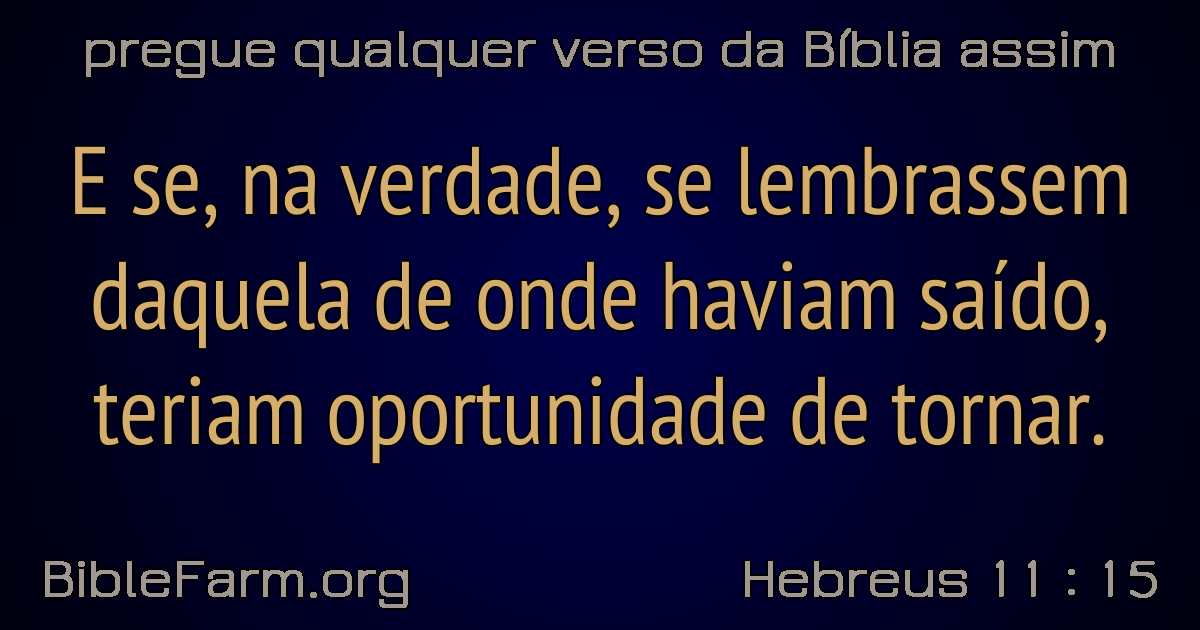 pregue qualquer verso da Bíblia assim
E se, na verdade, se lembrassem
daquela de onde haviam saído,
teriam oportunidade de tornar.
BibleFarm.org
Hebreus 11 : 15